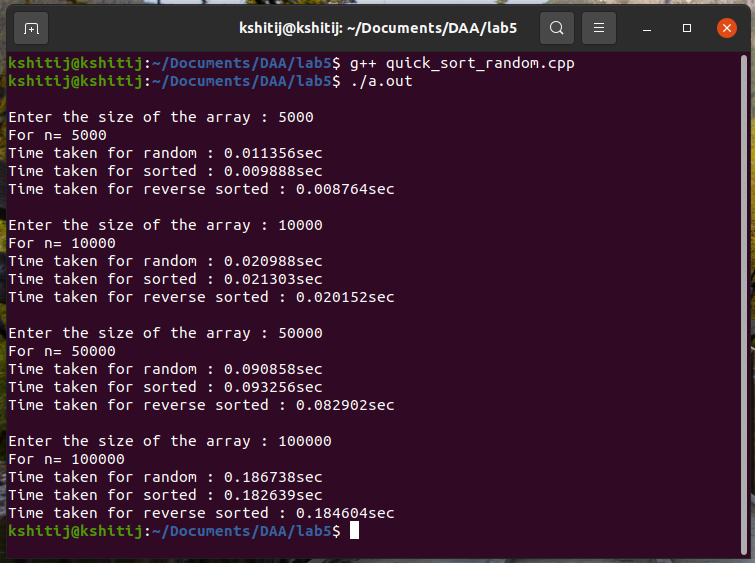 kshitij@kshitij: ~/Documents/DAA/lab5
kshitij@kshitij:~/Documents/DAA/lab5$ g++ quick_sort_random.cpp
kshitij@kshitij:~/Documents/DAA/lab5$ ./a.out
Enter the size of the array : 5000
For n= 5000
Time taken for random : 0.011356sec
Time taken for sorted : 0.009888sec
Time taken for reverse sorted : 0.008764sec
Enter the size of the array : 10000
For n= 10000
Time taken for random : 0.020988sec
Time taken for sorted : 0.021303sec
Time taken for reverse sorted : 0.020152sec
Enter the size of the array : 50000
For n= 50000
Time taken for random : 0.090858sec
Time taken for sorted : 0.093256sec
Time taken for reverse sorted : 0.082902sec
Enter the size of the array : 100000
For n= 100000
Time taken for random : 0.186738sec
Time taken for sorted : 0.182639sec
Time taken for reverse sorted : 0.184604sec
kshitij@kshitij:~/Documents/DAA/lab5$